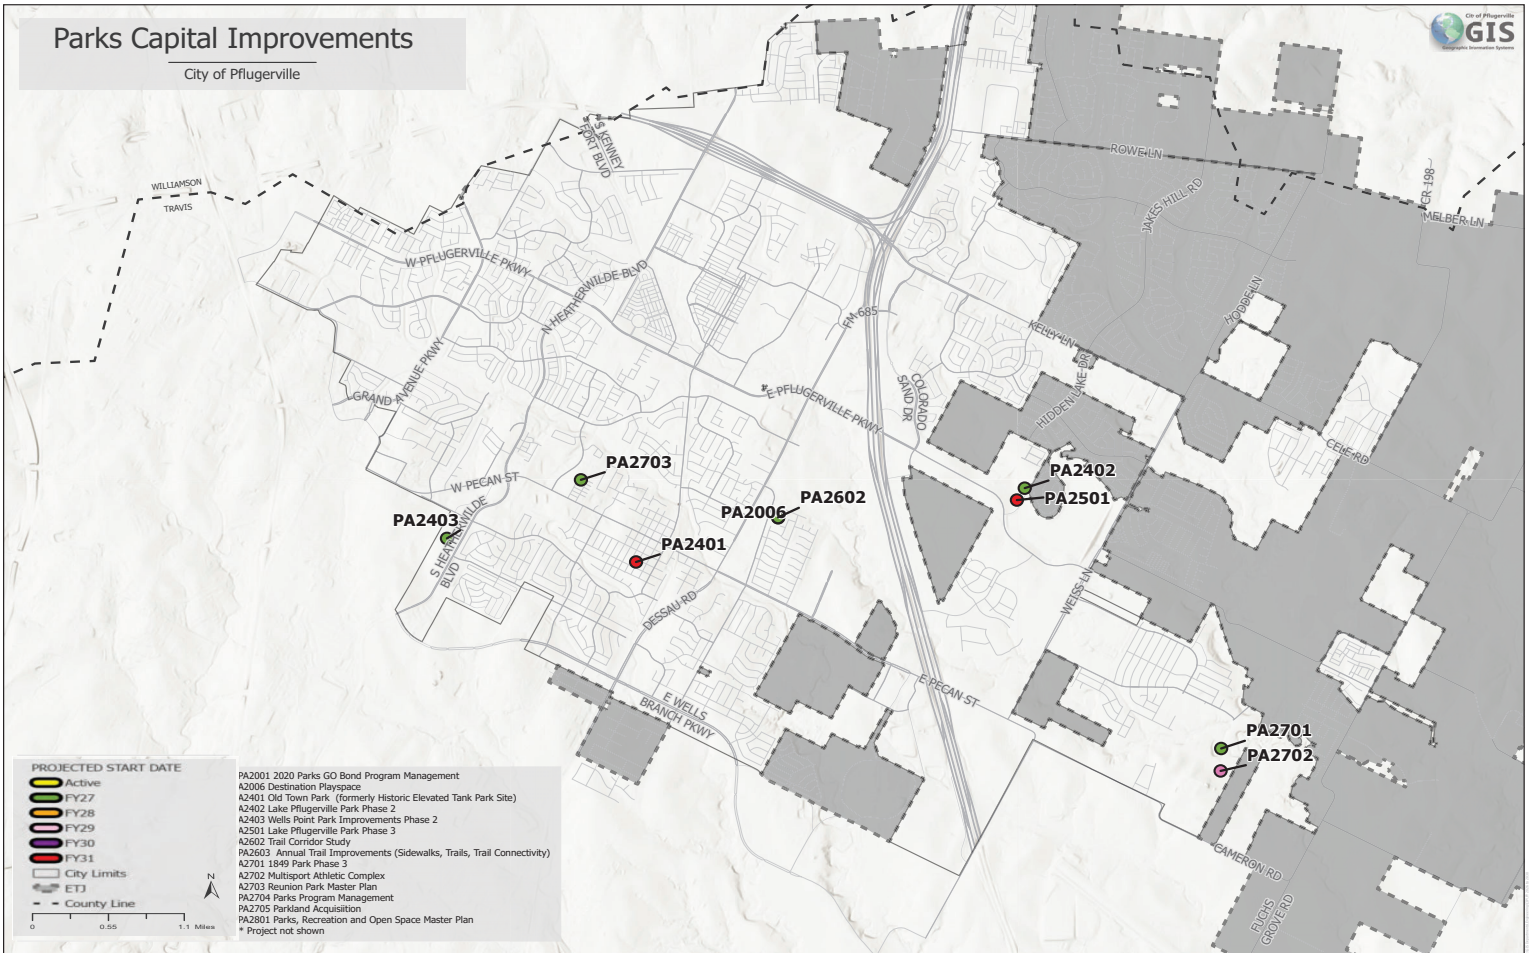 Parks Capital Improvements
City of Pflugerville
City of Pflugerville
GIS
Geographic Information Systems
WILLIAMSON
TRAVIS
S KENNEY
FORT BLVD
ROWE LN
JAKES HILL RD
CR 198
MELBER LN
W PFLUGERVILLE PKWY
N HEATHERWILDE BLVD
HODDE LN
FM 685
KELLY LN
GRAND AVENUE PKWY
E PFLUGERVILLE PKWY
COLORADO
SAND DR
HIDDEN LAKE DR
CELE RD
PA2703
PA2402
W PECAN ST
PA2602
PA2501
PA2403
PA2006
S HEATHERWILDE
BLVD
PA2401
WEISS LN
DESSAU RD
E PECAN ST
E WELLS
BRANCH PKWY
PA2701
PA2702
CAMERON RD
FUCHS
GROVE RD
PROJECTED START DATE
Active
FY27
FY28
FY29
FY30
FY31
City Limits
ETJ
County Line
N
0 0.55 1.1 Miles
PA2001 2020 Parks GO Bond Program Management
A2006 Destination Playspace
A2401 Old Town Park (formerly Historic Elevated Tank Park Site)
A2402 Lake Pflugerville Park Phase 2
A2403 Wells Point Park Improvements Phase 2
A2501 Lake Pflugerville Park Phase 3
A2602 Trail Corridor Study
PA2603 Annual Trail Improvements (Sidewalks, Trails, Trail Connectivity)
A2701 1849 Park Phase 3
A2702 Multisport Athletic Complex
A2703 Reunion Park Master Plan
PA2704 Parks Program Management
PA2705 Parkland Acquisiition
PA2801 Parks, Recreation and Open Space Master Plan
* Project not shown